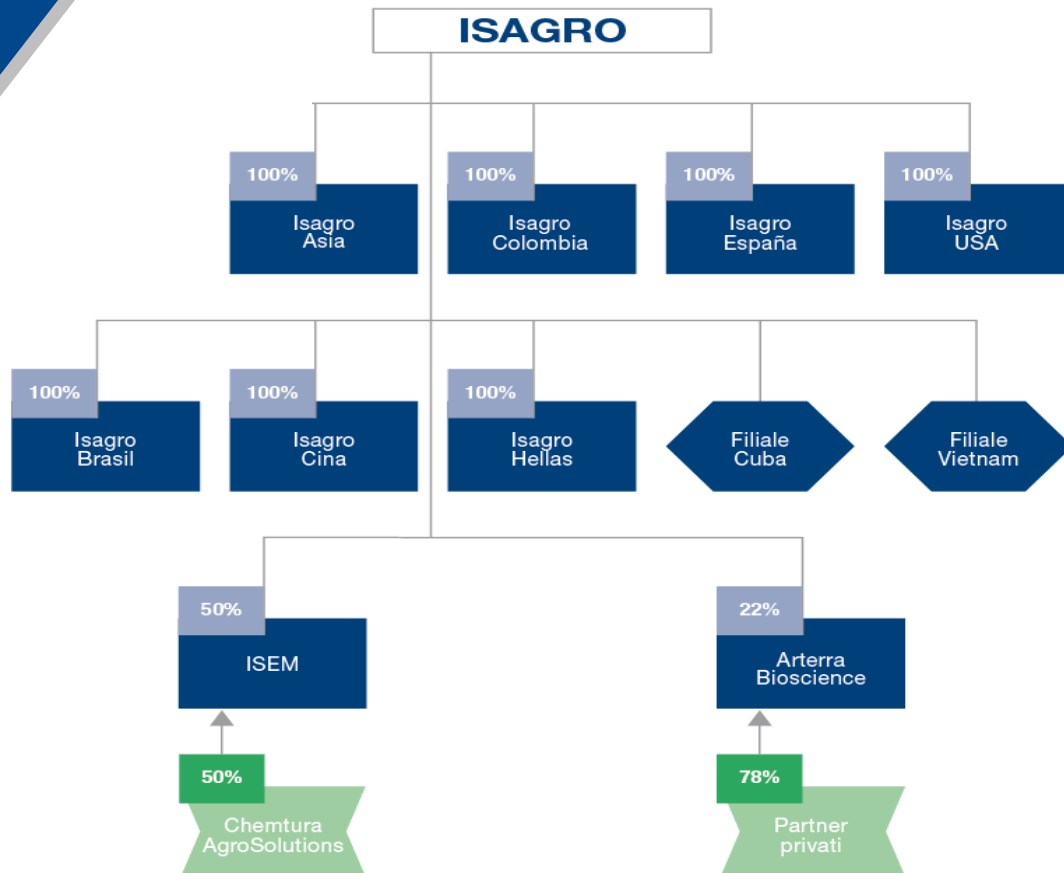 ISAGRO
100%
Isagro
Asia
100%
Isagro
Colombia
100%
Isagro
España
100%
Isagro
USA
100%
Isagro
Brasil
100%
Isagro
Cina
100%
Isagro
Hellas
Filiale
Cuba
Filiale
Vietnam
50%
ISEM
22%
Arterra
Bioscience
50%
Chemtura
AgroSolutions
78%
Partner
privati